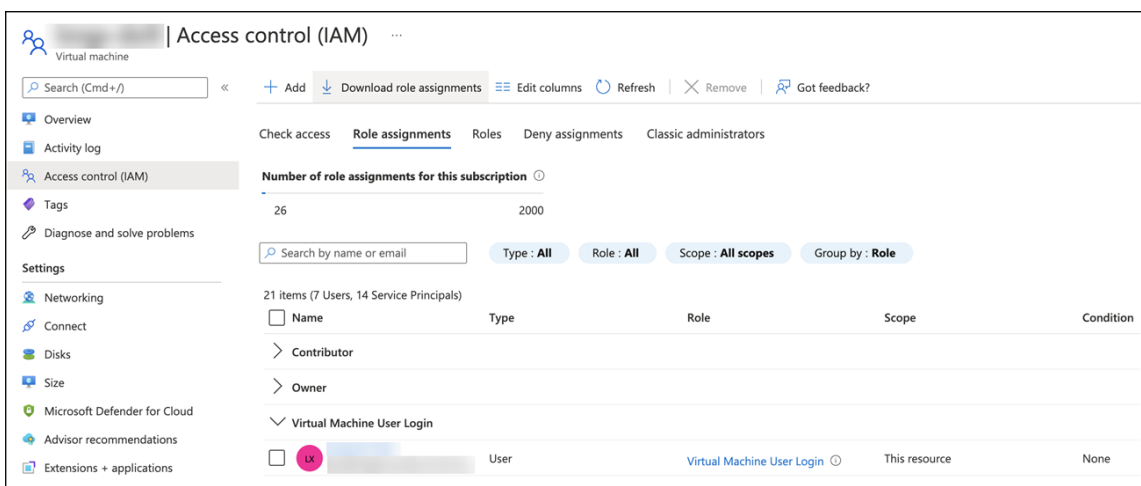 | Access control (IAM) ...
Virtual machine
Search (Cmd+/) «
Overview
Activity log
Access control (IAM)
Tags
Diagnose and solve problems
Settings
Networking
Connect
Disks
Size
Microsoft Defender for Cloud
Advisor recommendations
Extensions + applications
+ Add Download role assignments Edit columns Refresh Remove Got feedback?
Check access Role assignments Roles Deny assignments Classic administrators
Number of role assignments for this subscription
26 2000
Search by name or email Type : All Role : All Scope : All scopes Group by : Role
21 items (7 Users, 14 Service Principals)
Name Type Role Scope Condition
Contributor
Owner
Virtual Machine User Login
LX User Virtual Machine User Login This resource None